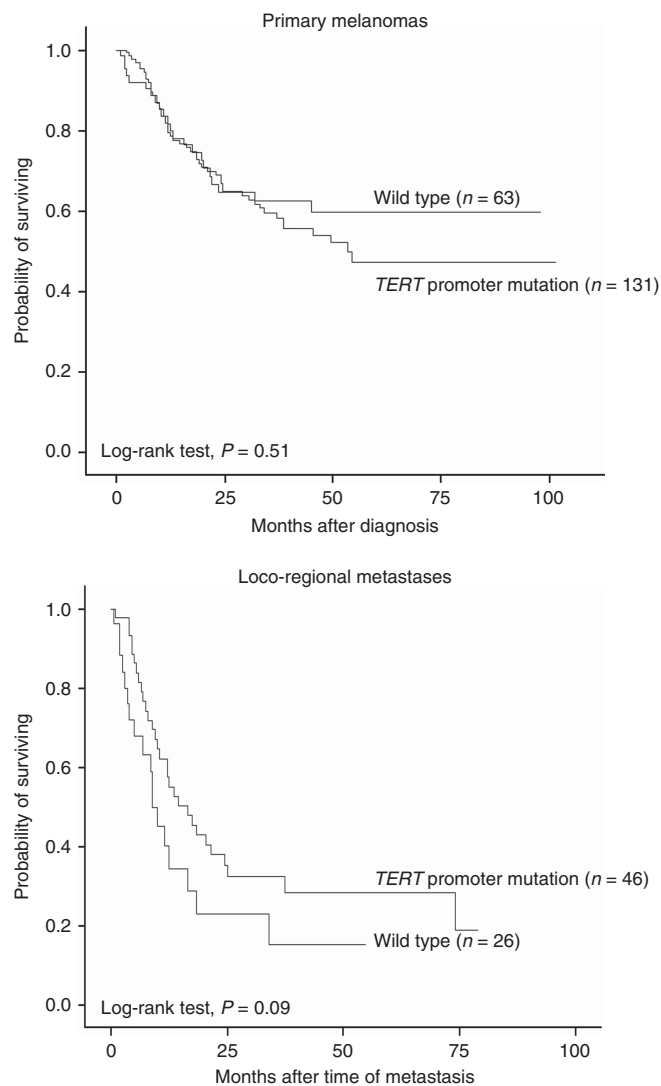 Primary melanomas
1.0
0.8
0.6
0.4
0.2
0.0
Probability of surviving
Wild type (n = 63)
TERT promoter mutation (n = 131)
Log-rank test, P = 0.51
0 25 50 75 100
Months after diagnosis
Loco-regional metastases
1.0
0.8
0.6
0.4
0.2
0.0
Probability of surviving
TERT promoter mutation (n = 46)
Wild type (n = 26)
Log-rank test, P = 0.09
0 25 50 75 100
Months after time of metastasis